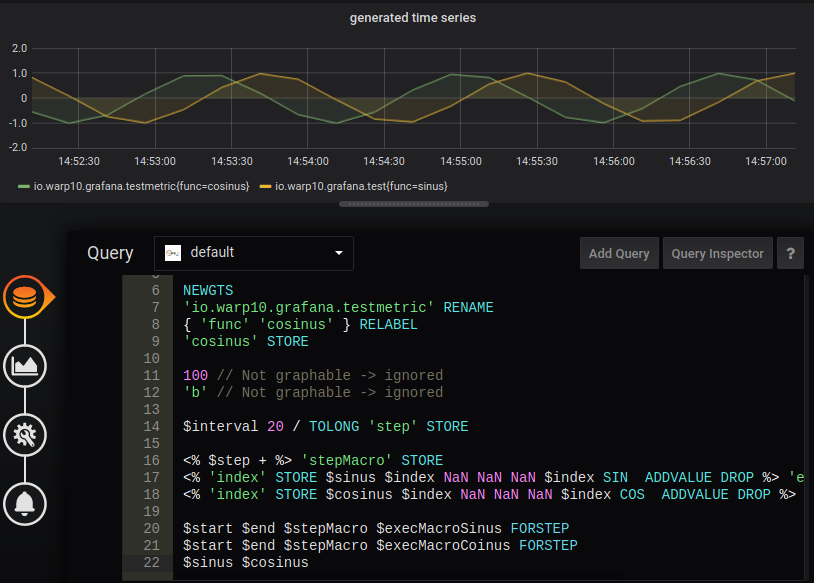 generated time series
2.0
1.0
0
-1.0
-2.0
14:52:30 14:53:00 14:53:30 14:54:00 14:54:30 14:55:00 14:55:30 14:56:00 14:56:30 14:57:00
io.warp10.grafana.testmetric{func=cosinus} io.warp10.grafana.test{func=sinus}
Query default Add Query Query Inspector ?
6 NEWGTS
7 'io.warp10.grafana.testmetric' RENAME
8 { 'func' 'cosinus' } RELABEL
9 'cosinus' STORE
10
11 100 // Not graphable -> ignored
12 'b' // Not graphable -> ignored
13
14 $interval 20 / TOLONG 'step' STORE
15
16 <% $step + %> 'stepMacro' STORE
17 <% 'index' STORE $sinus $index NaN NaN NaN $index SIN  ADDVALUE DROP %> 'e
18 <% 'index' STORE $cosinus $index NaN NaN NaN $index COS  ADDVALUE DROP %>
19
20 $start $end $stepMacro $execMacroSinus FORSTEP
21 $start $end $stepMacro $execMacroCoinus FORSTEP
22 $sinus $cosinus